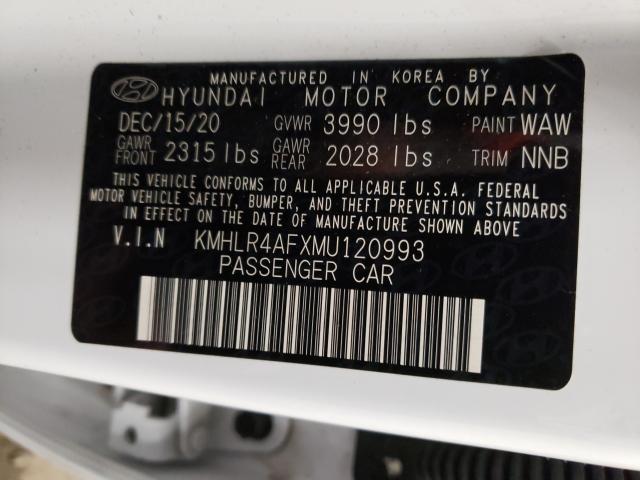 MANUFACTURED IN KOREA BY
HYUNDAI MOTOR COMPANY
DEC/15/20 GVWR 3990 lbs PAINT WAW
GAWR FRONT 2315 lbs GAWR REAR 2028 lbs TRIM NNB
THIS VEHICLE CONFORMS TO ALL APPLICABLE U.S.A. FEDERAL
MOTOR VEHICLE SAFETY, BUMPER, AND THEFT PREVENTION STANDARDS
IN EFFECT ON THE DATE OF MANUFACTURE SHOWN ABOVE
V.I.N KMHLR4AFXMU120993
PASSENGER CAR